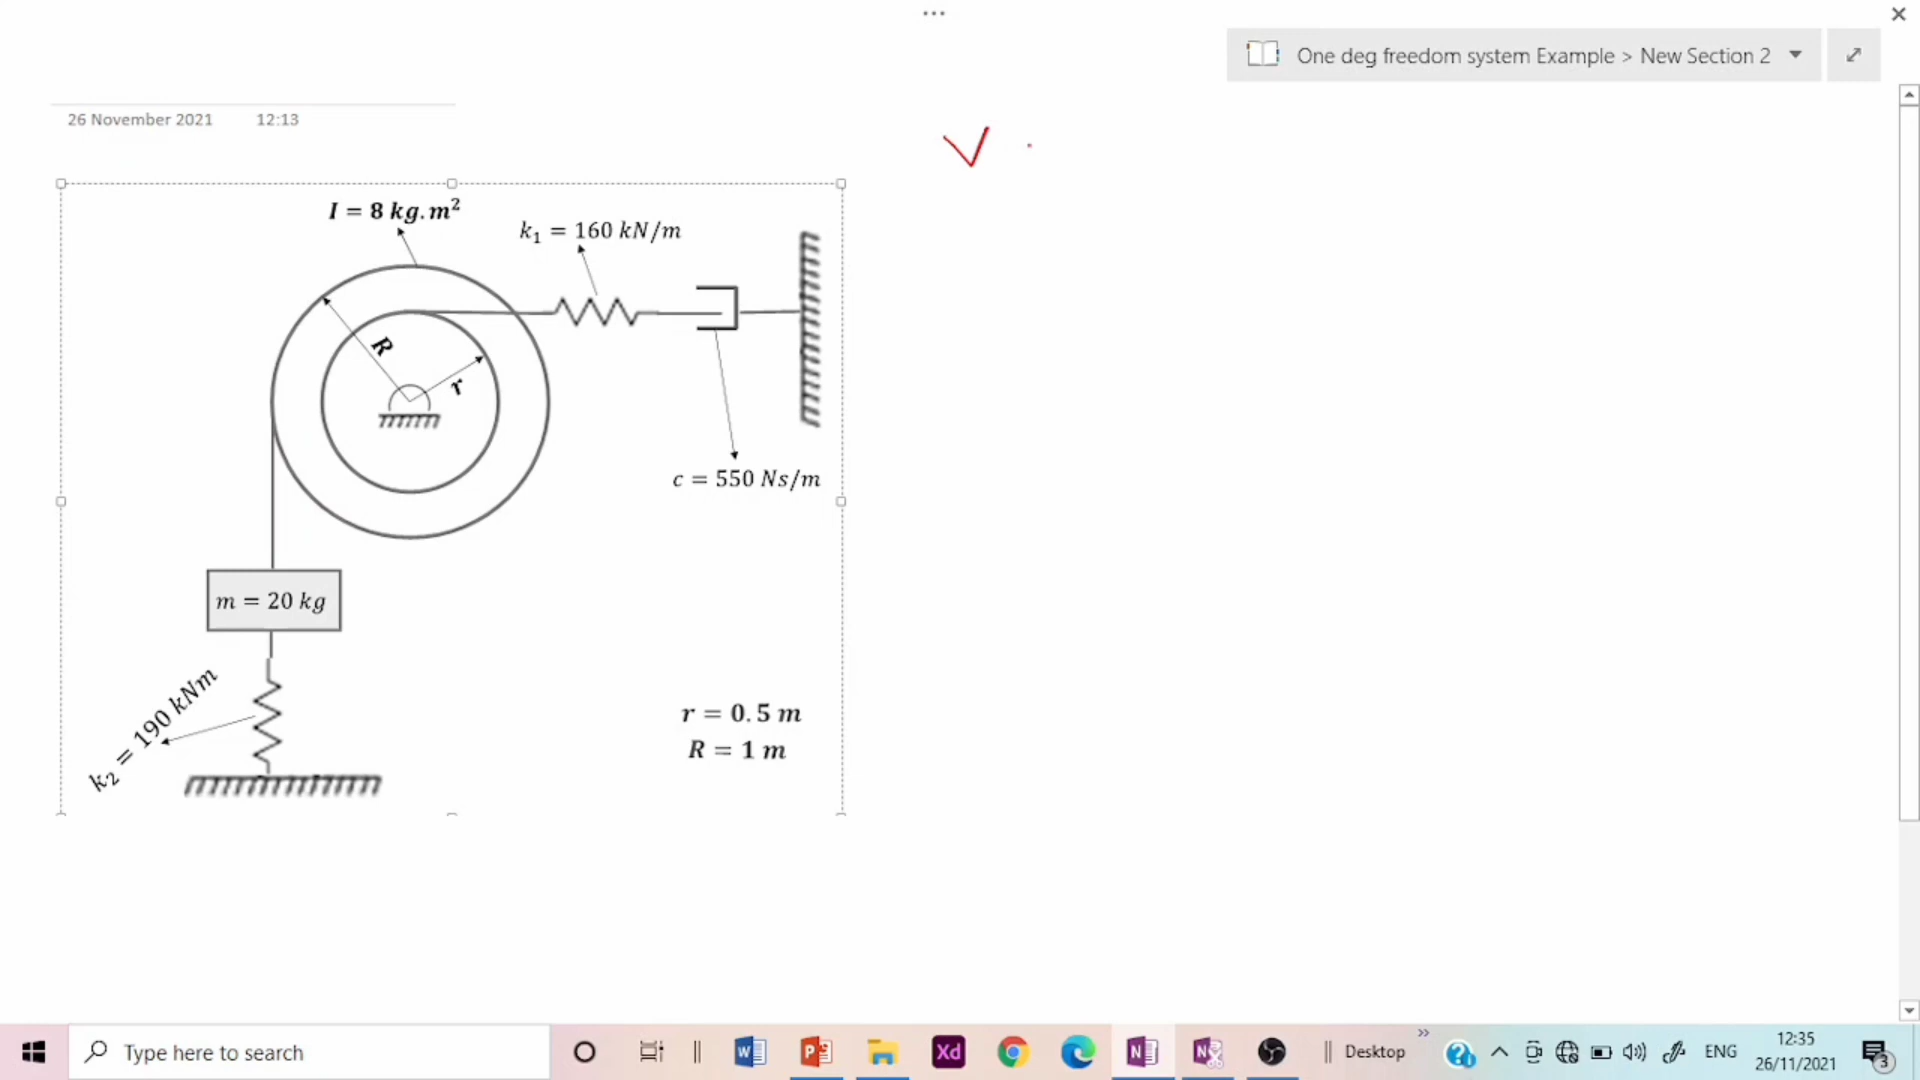 ...
One deg freedom system Example > New Section 2
26 November 2021 12:13
V
I = 8 kg.m²
k₁ = 160 kN/m
R
r
c = 550 Ns/m
m = 20 kg
k₂ = 190 kNm
r = 0.5 m
R = 1 m
Type here to search
Desktop
ENG
12:35
26/11/2021
3